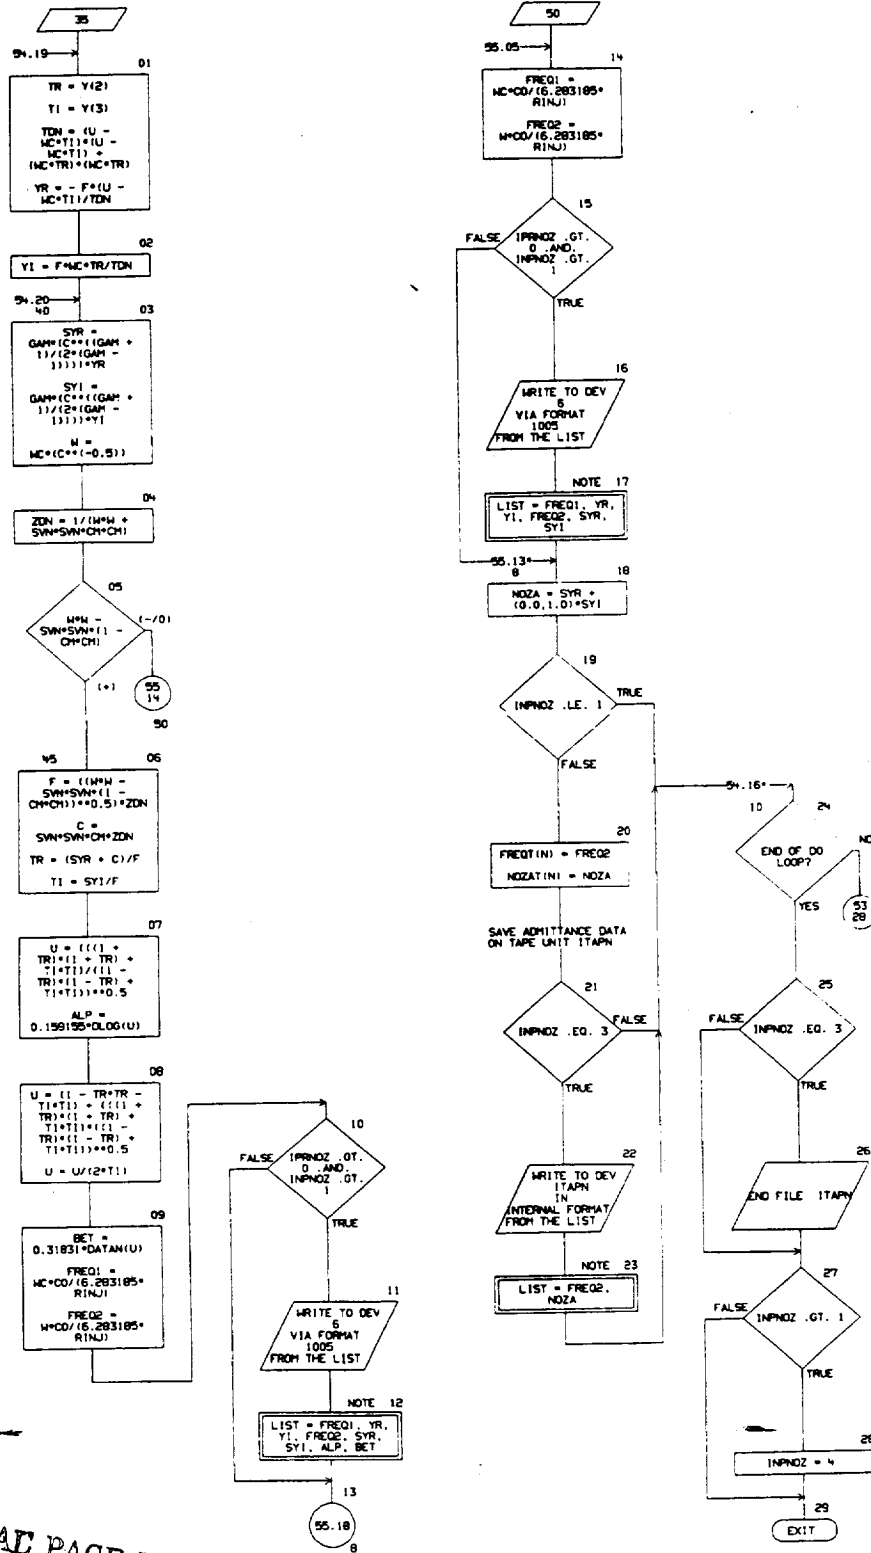 35
54.19
01
TR = Y(2)
TI = Y(3)
TDN = (U -
WC*TI)*(U -
WC*TI) +
(WC*TR)*(WC*TR)
YR = - F*(U -
WC*TI)/TDN
02
YI = F*WC*TR/TDN
54.20
40
03
SYR =
GAM*(C**((GAM +
1)/(2*(GAM -
1))))*YR
SYI =
GAM*(C**((GAM +
1)/(2*(GAM -
1))))*YI
W =
WC*(C**(-0.5))
04
ZDN = 1/(W*W +
SVN*SVN*CM*CM)
05
W*W -
SVN*SVN*(1 -
CM*CM)
(-/0)
(+)
55
14
50
45
06
F = ((W*W -
SVN*SVN*(1 -
CM*CM))**0.5)*ZDN
C =
SVN*SVN*CM*ZDN
TR = (SYR + C)/F
TI = SYI/F
07
U = (((1 +
TR)*(1 + TR) +
TI*TI)/((1 -
TR)*(1 - TR) +
TI*TI))**0.5
ALP =
0.159155*DLOG(U)
08
U = (1 - TR*TR -
TI*TI) + (((1 +
TR)*(1 + TR) +
TI*TI)*((1 -
TR)*(1 - TR) +
TI*TI))**0.5
U = U/(2*TI)
09
BET =
0.31831*DATAN(U)
FREQ1 =
WC*CO/(6.283185*
RINJ)
FREQ2 =
W*CO/(6.283185*
RINJ)
10
FALSE
IPRNOZ .GT.
0 .AND.
INPNOZ .GT.
1
TRUE
11
WRITE TO DEV
6
VIA FORMAT
1005
FROM THE LIST
NOTE 12
LIST = FREQ1, YR,
YI, FREQ2, SYR,
SYI, ALP, BET
13
55.18
8
50
55.05
14
FREQ1 =
WC*CO/(6.283185*
RINJ)
FREQ2 =
W*CO/(6.283185*
RINJ)
15
FALSE
IPRNOZ .GT.
0 .AND.
INPNOZ .GT.
1
TRUE
16
WRITE TO DEV
6
VIA FORMAT
1005
FROM THE LIST
NOTE 17
LIST = FREQ1, YR,
YI, FREQ2, SYR,
SYI
55.13*
8
18
NOZA = SYR +
(0.0,1.0)*SYI
19
INPNOZ .LE. 1
TRUE
FALSE
20
FREQT(N) = FREQ2
NOZAT(N) = NOZA
SAVE ADMITTANCE DATA
ON TAPE UNIT ITAPN
21
INPNOZ .EQ. 3
FALSE
TRUE
22
WRITE TO DEV
ITAPN
IN
INTERNAL FORMAT
FROM THE LIST
NOTE 23
LIST = FREQ2,
NOZA
54.16*
10
24
END OF DO
LOOP?
NO
YES
53
28
25
FALSE
INPNOZ .EQ. 3
TRUE
26
END FILE ITAPN
27
FALSE
INPNOZ .GT. 1
TRUE
28
INPNOZ = 4
29
EXIT